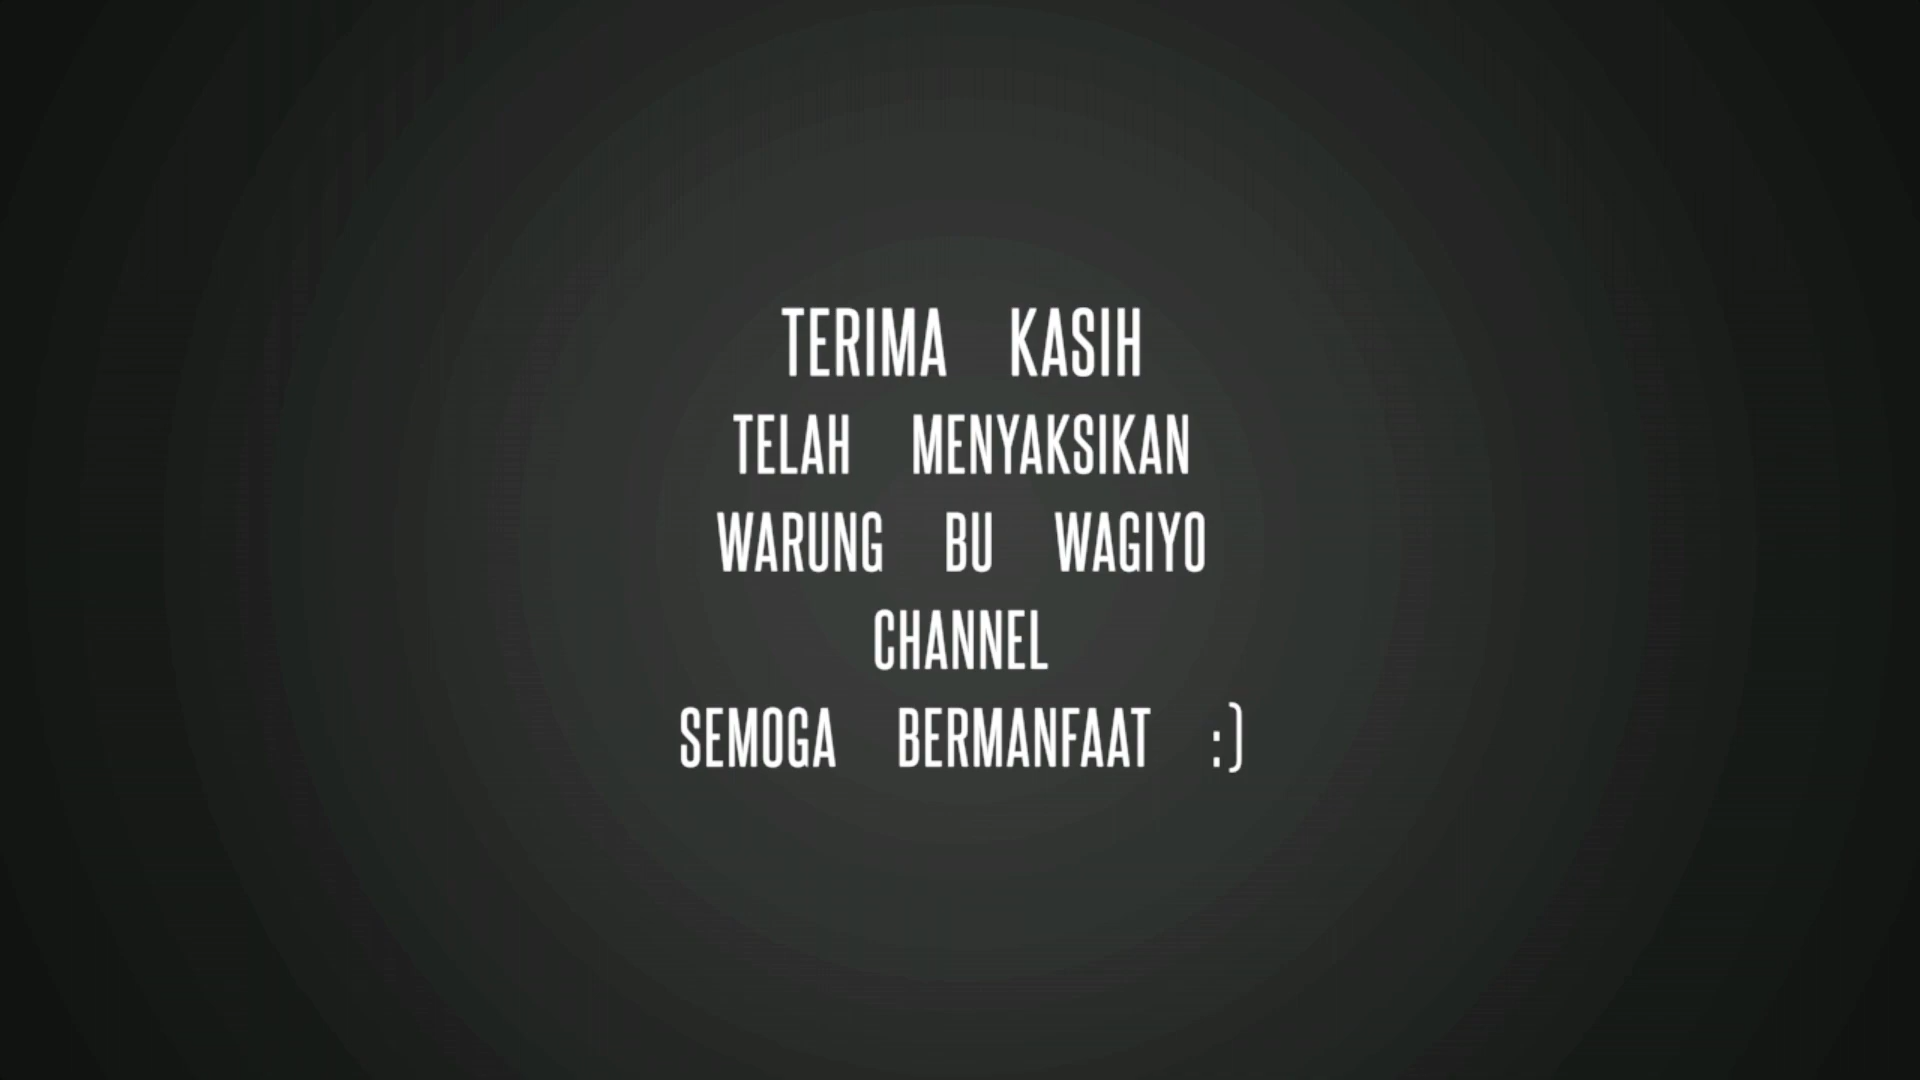 TERIMA KASIH
TELAH MENYAKSIKAN
WARUNG BU WAGIYO
CHANNEL
SEMOGA BERMANFAAT :)